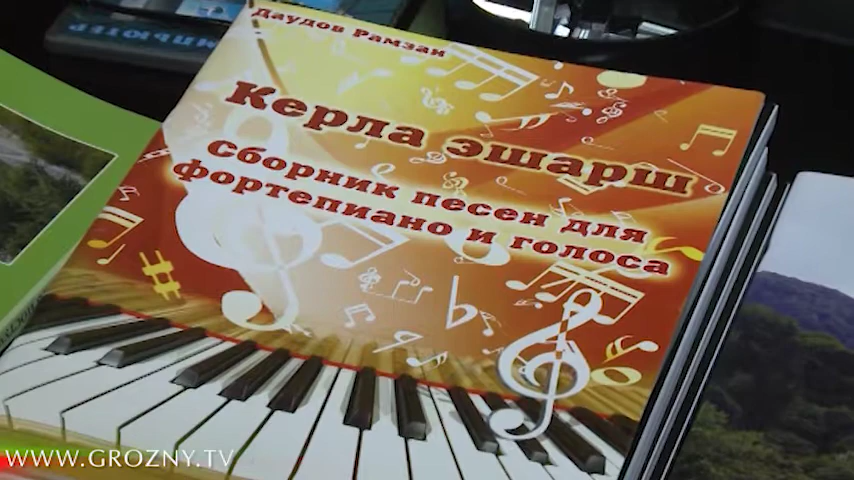 Даудов Рамзан
Керла эшарш
Сборник песен для
фортепиано и голоса
WWW.GROZNY.TV